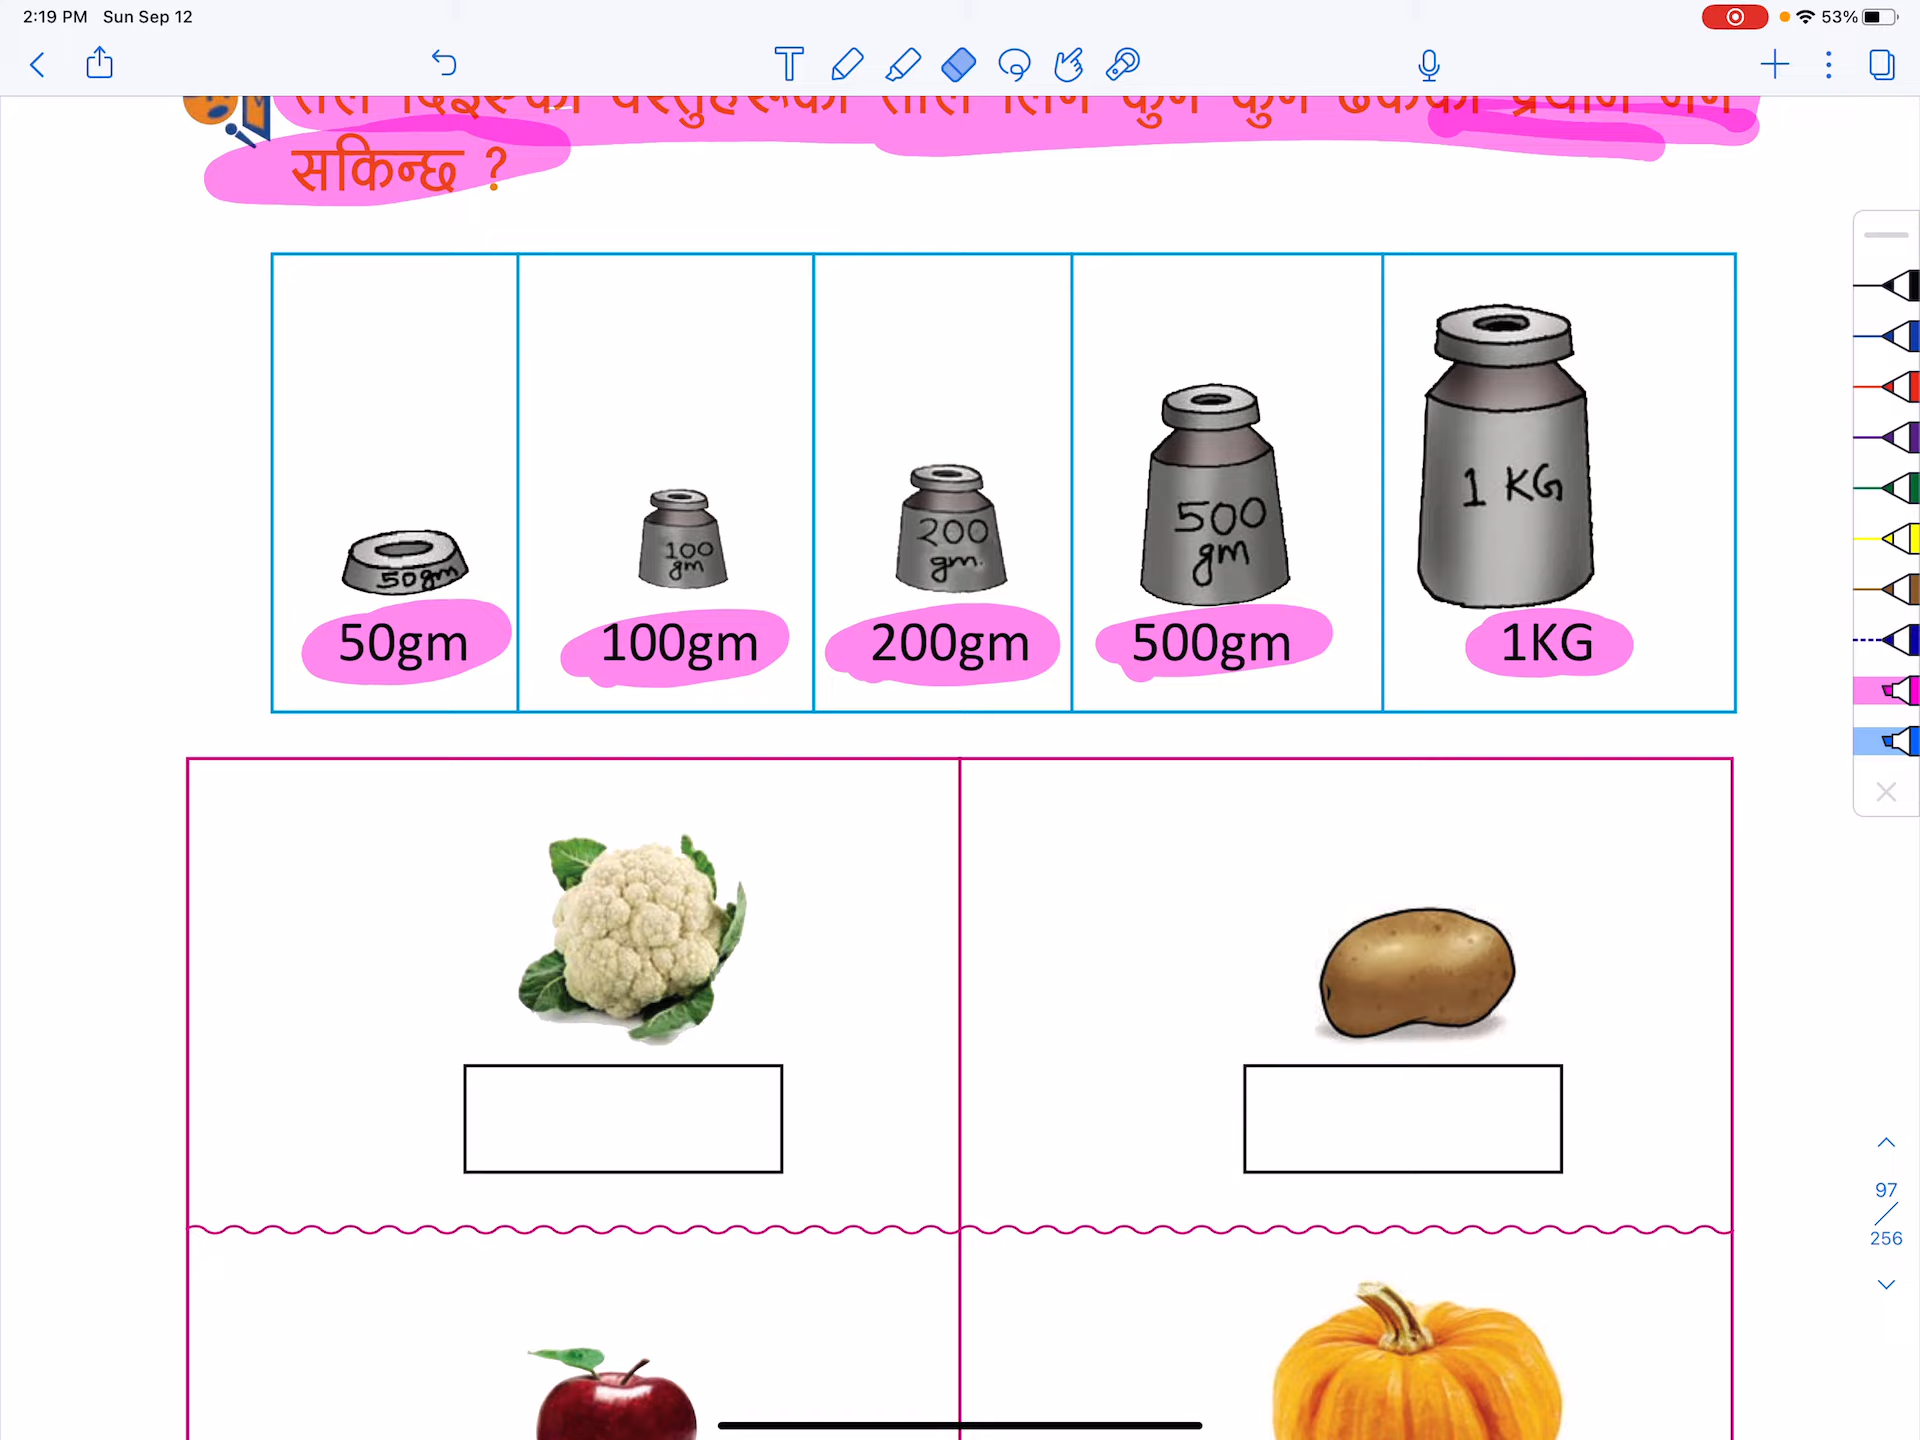 2:19 PM Sun Sep 12 53%
सकिन्छ ?
50gm
100
gm
200
gm.
500
gm
1 KG
50gm 100gm 200gm 500gm 1KG
97
256